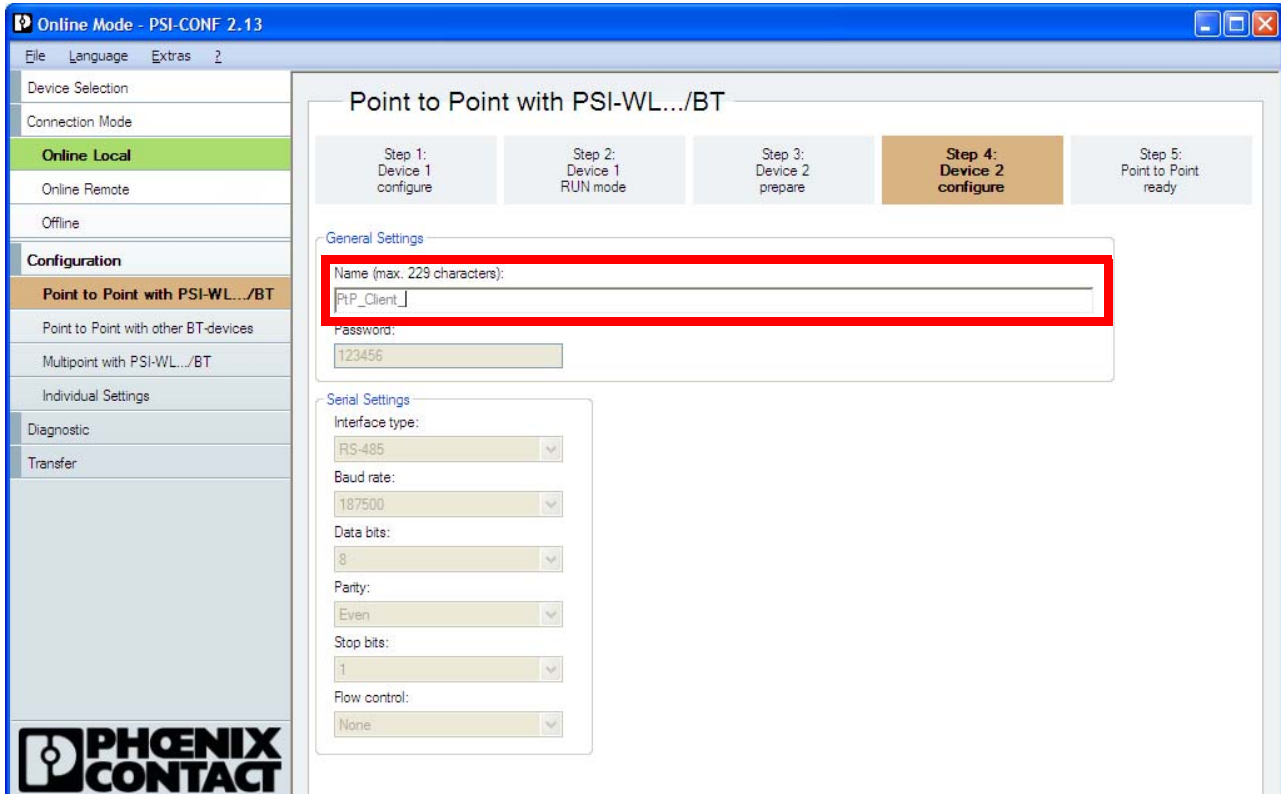 Online Mode - PSI-CONF 2.13
File Language Extras ?
Device Selection
Connection Mode
Online Local
Online Remote
Offline
Configuration
Point to Point with PSI-WL.../BT
Point to Point with other BT-devices
Multipoint with PSI-WL.../BT
Individual Settings
Diagnostic
Transfer
PHŒNIX
CONTACT
Point to Point with PSI-WL.../BT
Step 1:
Device 1
configure
Step 2:
Device 1
RUN mode
Step 3:
Device 2
prepare
Step 4:
Device 2
configure
Step 5:
Point to Point
ready
General Settings
Name (max. 229 characters):
PtP_Client_
Password:
123456
Serial Settings
Interface type:
RS-485
Baud rate:
187500
Data bits:
8
Parity:
Even
Stop bits:
1
Flow control:
None